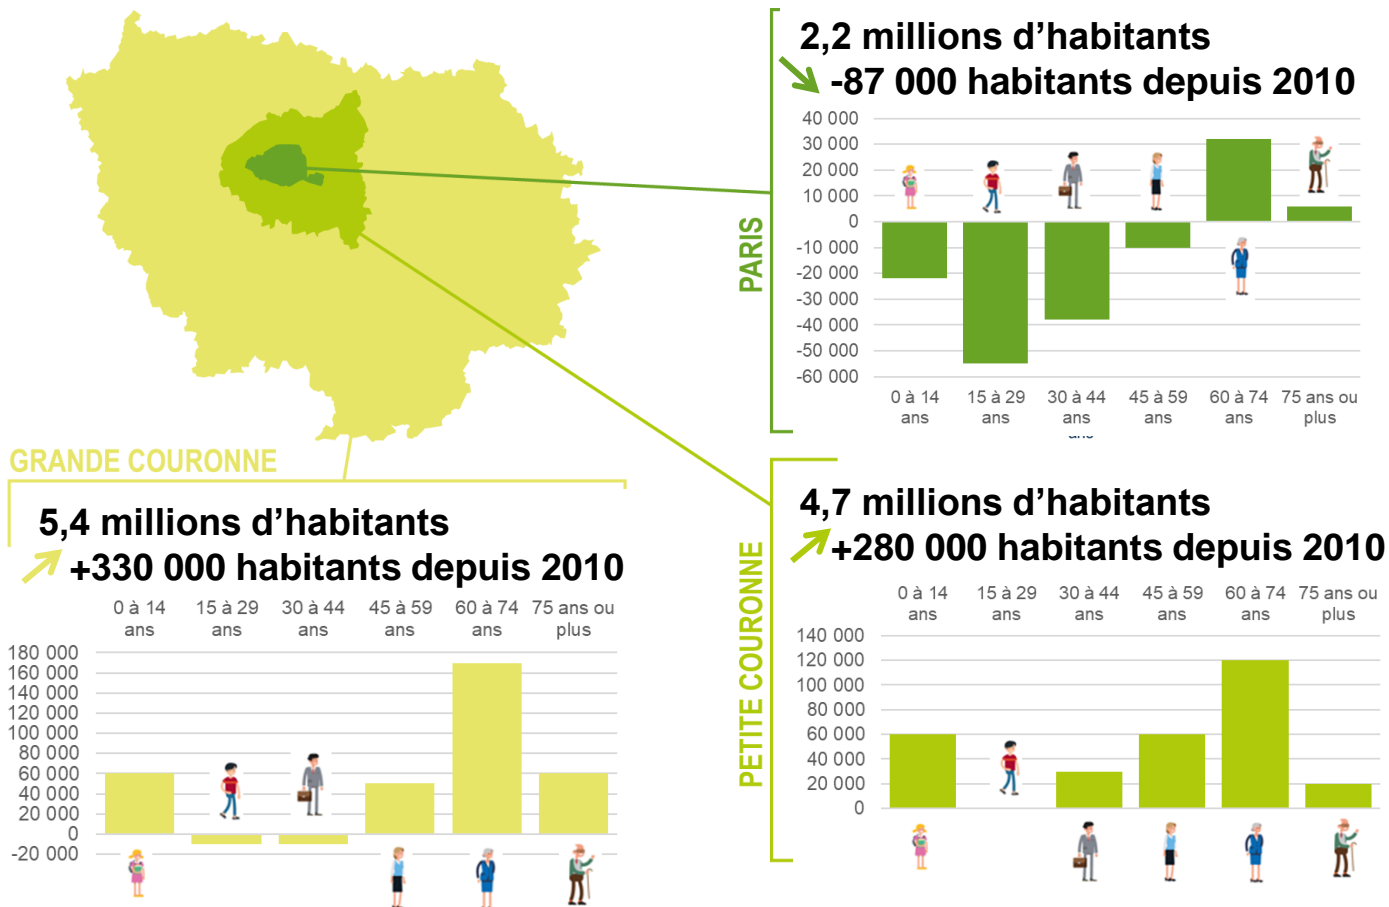 2,2 millions d’habitants
-87 000 habitants depuis 2010
PARIS
40 000
30 000
20 000
10 000
0
-10 000
-20 000
-30 000
-40 000
-50 000
-60 000
0 à 14 ans
15 à 29 ans
30 à 44 ans
45 à 59 ans
60 à 74 ans
75 ans ou plus
ans
GRANDE COURONNE
5,4 millions d’habitants
+330 000 habitants depuis 2010
0 à 14 ans
15 à 29 ans
30 à 44 ans
45 à 59 ans
60 à 74 ans
75 ans ou plus
180 000
160 000
140 000
120 000
100 000
80 000
60 000
40 000
20 000
0
-20 000
PETITE COURONNE
4,7 millions d’habitants
+280 000 habitants depuis 2010
0 à 14 ans
15 à 29 ans
30 à 44 ans
45 à 59 ans
60 à 74 ans
75 ans ou plus
140 000
120 000
100 000
80 000
60 000
40 000
20 000
0